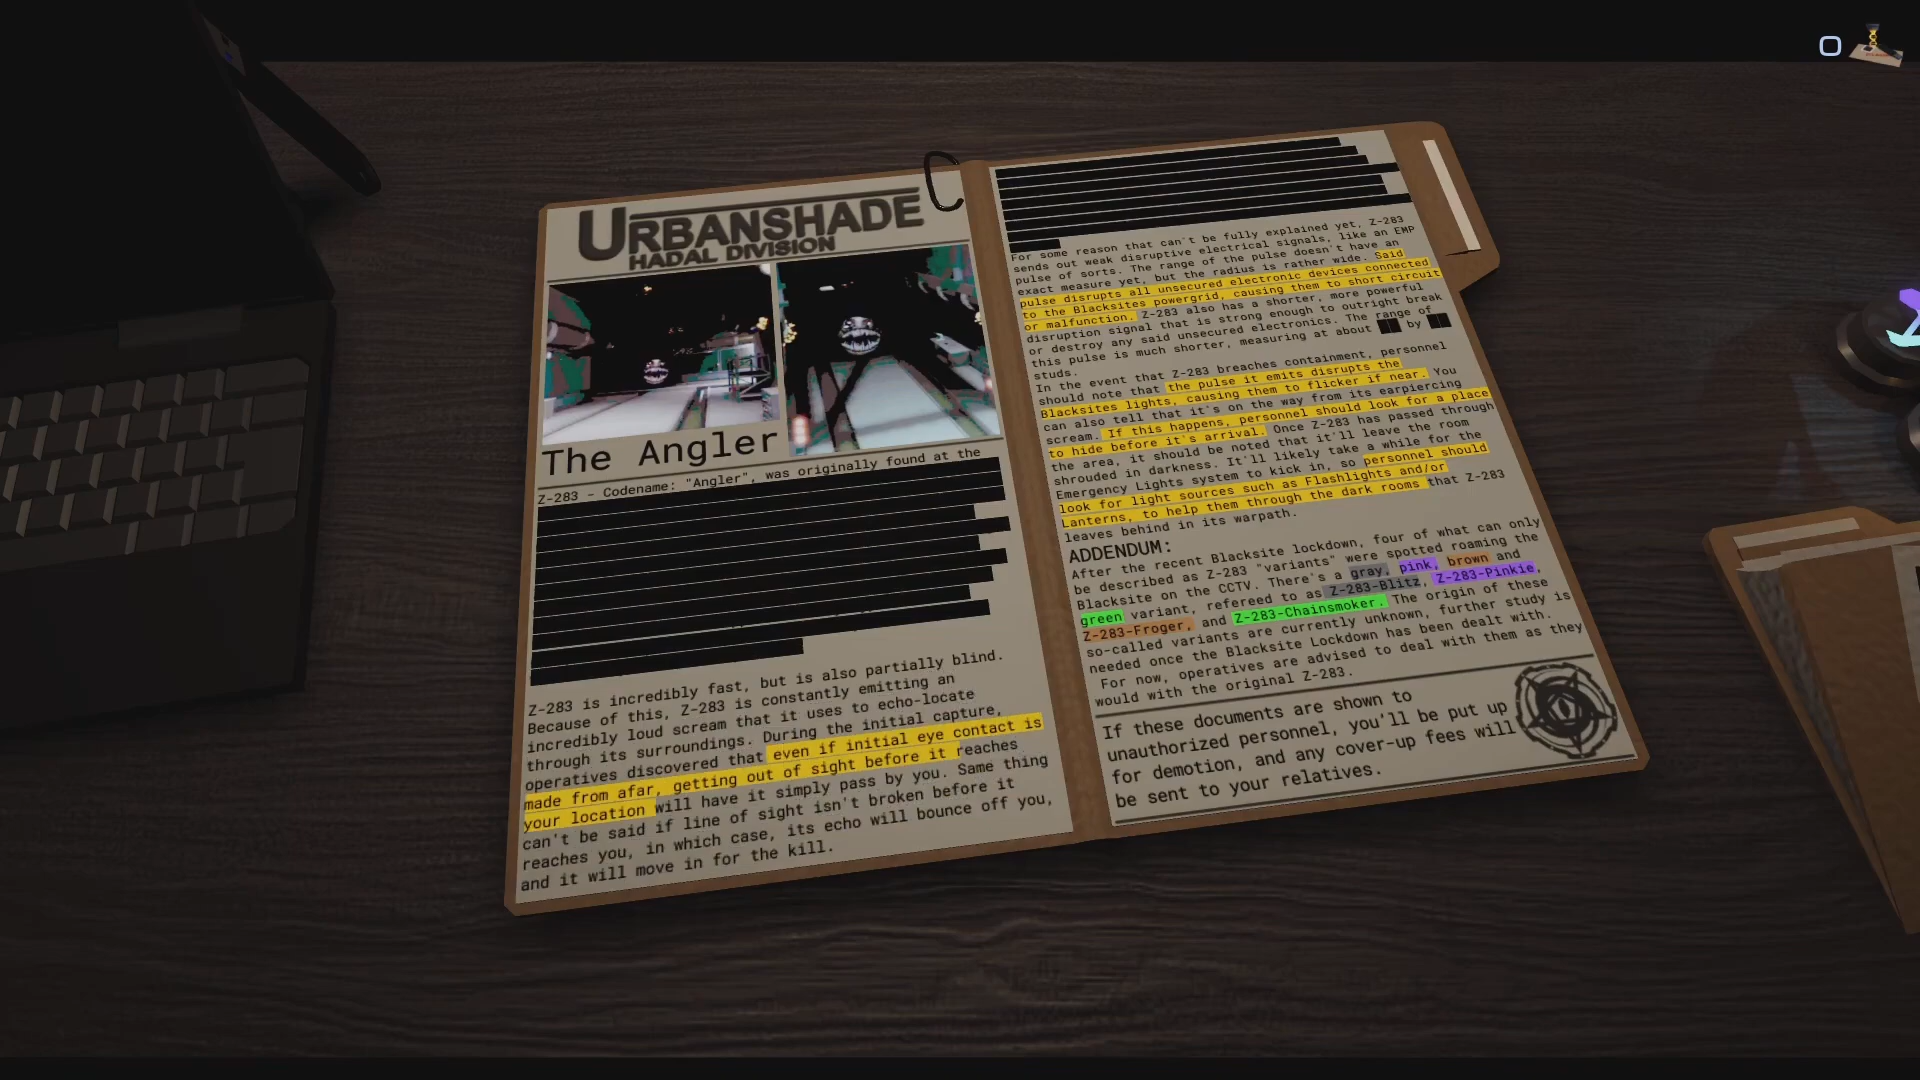 URBANSHADE
HADAL DIVISION
The Angler
Z-283 - Codename: "Angler", was originally found at the
Z-283 is incredibly fast, but is also partially blind.
Because of this, Z-283 is constantly emitting an
incredibly loud scream that it uses to echo-locate
through its surroundings. During the initial capture,
operatives discovered that even if initial eye contact is
made from afar, getting out of sight before it reaches
your location will have it simply pass by you. Same thing
can't be said if line of sight isn't broken before it
reaches you, in which case, its echo will bounce off you,
and it will move in for the kill.
For some reason that can't be fully explained yet, Z-283
sends out weak disruptive electrical signals, like an EMP
pulse of sorts. The range of the pulse doesn't have an
exact measure yet, but the radius is rather wide. Said
pulse disrupts all unsecured electronic devices connected
to the Blacksites powergrid, causing them to short circuit
or malfunction. Z-283 also has a shorter, more powerful
disruption signal that is strong enough to outright break
or destroy any said unsecured electronics. The range of
this pulse is much shorter, measuring at about by
studs.
In the event that Z-283 breaches containment, personnel
should note that the pulse it emits disrupts the
Blacksites lights, causing them to flicker if near. You
can also tell that it's on the way from its earpiercing
scream. If this happens, personnel should look for a place
to hide before it's arrival. Once Z-283 has passed through
the area, it should be noted that it'll leave the room
shrouded in darkness. It'll likely take a while for the
Emergency Lights system to kick in, so personnel should
look for light sources such as Flashlights and/or
Lanterns, to help them through the dark rooms that Z-283
leaves behind in its warpath.
ADDENDUM:
After the recent Blacksite lockdown, four of what can only
be described as Z-283 "variants" were spotted roaming the
Blacksite on the CCTV. There's a gray, pink, brown and
green variant, refereed to as Z-283-Blitz, Z-283-Pinkie,
Z-283-Froger, and Z-283-Chainsmoker. The origin of these
so-called variants are currently unknown, further study is
needed once the Blacksite Lockdown has been dealt with.
For now, operatives are advised to deal with them as they
would with the original Z-283.
If these documents are shown to
unauthorized personnel, you'll be put up
for demotion, and any cover-up fees will
be sent to your relatives.